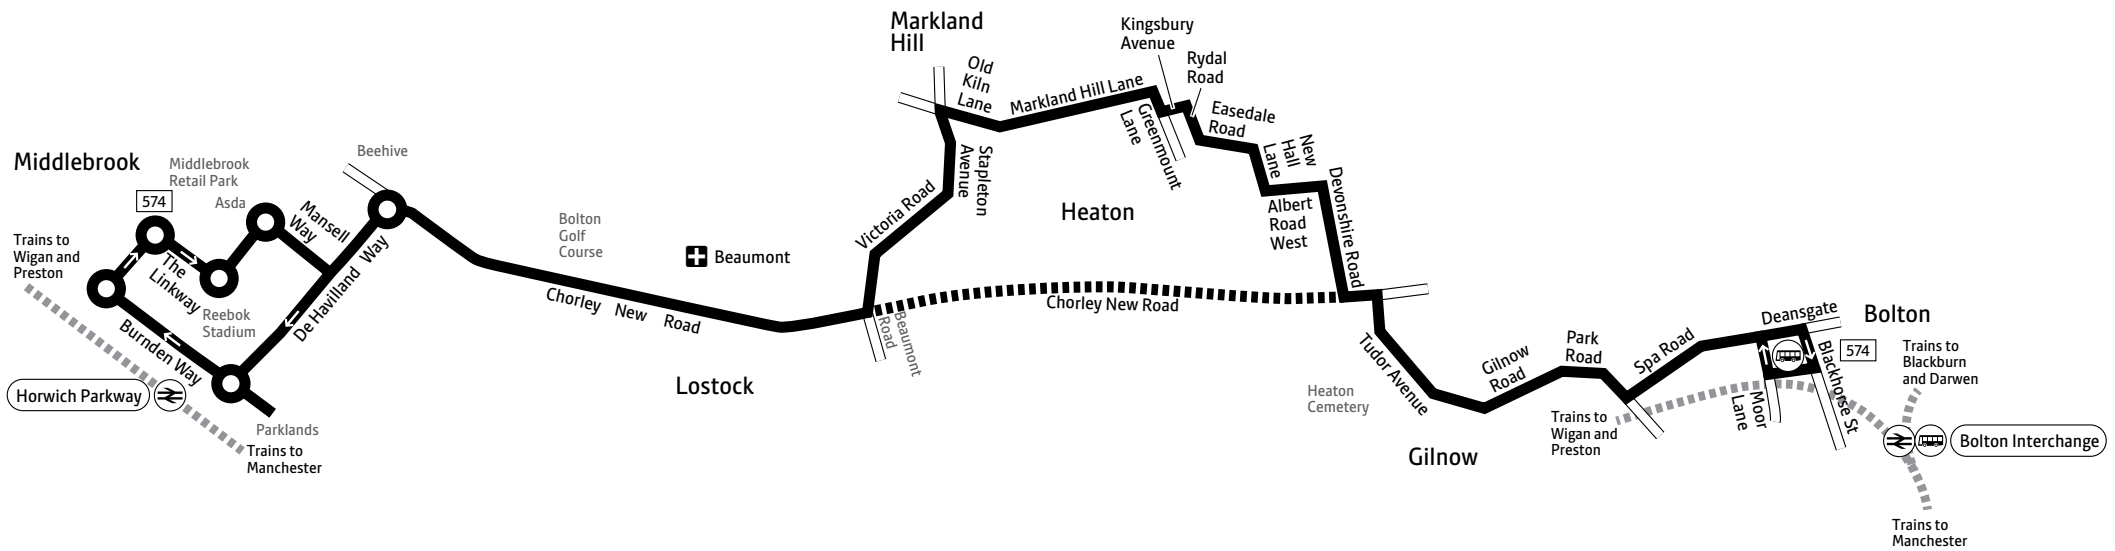 Markland
Hill
Kingsbury
Avenue
Rydal
Road
Old
Kiln
Lane
Markland Hill Lane
Greenmount
Lane
Easedale
Road
New
Hall
Lane
Middlebrook
Middlebrook
Retail Park
Beehive
574
Asda
Mansell
Way
Stapleton
Avenue
Victoria Road
Heaton
Albert
Road
West
Devonshire Road
Trains to
Wigan and
Preston
The
Linkway
Reebok
Stadium
De Havilland Way
Bolton
Golf
Course
Beaumont
Chorley New Road
Chorley New Road
Beaumont
Road
Burnden Way
Horwich Parkway
Parklands
Trains to
Manchester
Lostock
Tudor Avenue
Heaton
Cemetery
Gilnow
Road
Park
Road
Spa Road
Gilnow
Trains to
Wigan and
Preston
Deansgate
Bolton
574
Blackhorse St
Moor
Lane
Trains to
Blackburn
and Darwen
Bolton Interchange
Trains to
Manchester